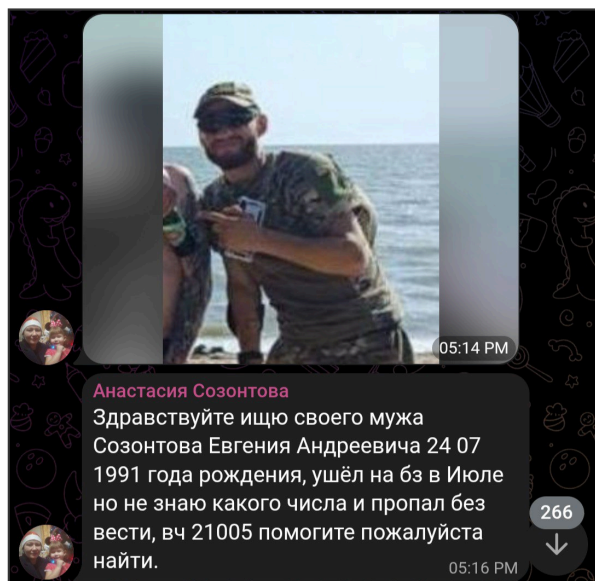 05:14 PM
Анастасия Созонтова
Здравствуйте ищю своего мужа
Созонтова Евгения Андреевича 24 07
1991 года рождения, ушёл на бз в Июле
но не знаю какого числа и пропал без
вести, вч 21005 помогите пожалуйста
найти.
266
05:16 PM